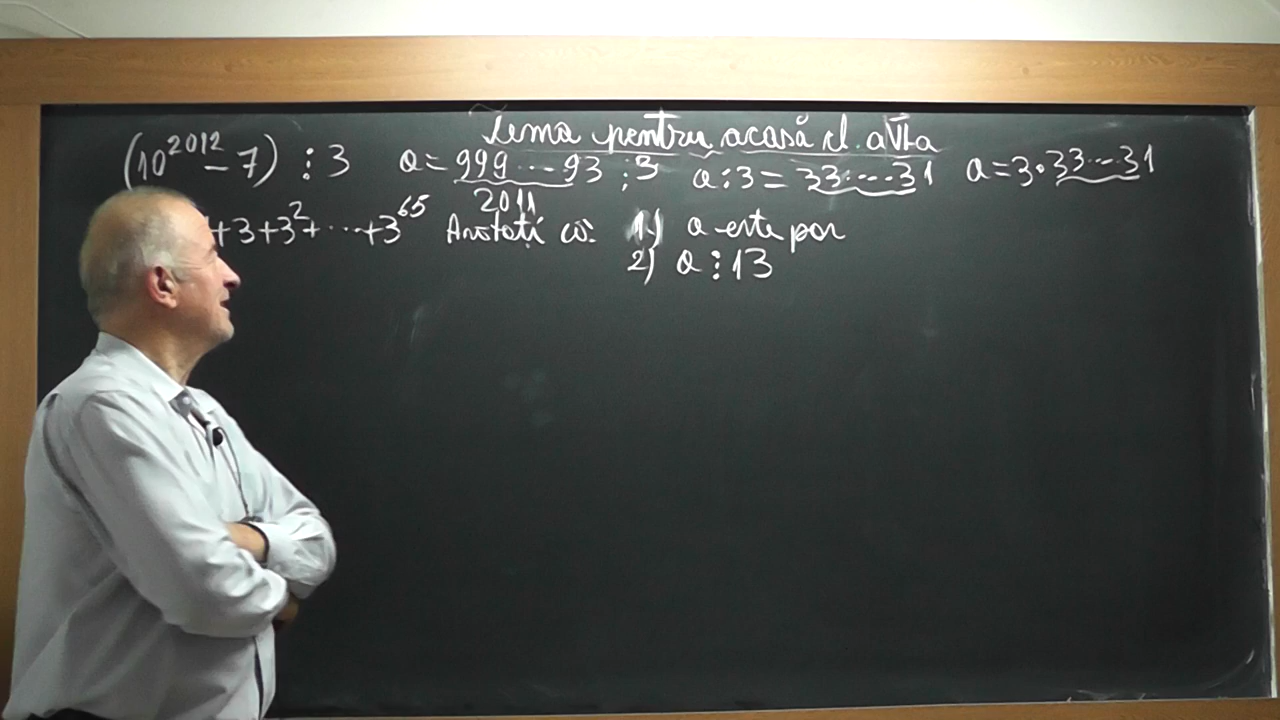 Tema pentru acasă cl. a VI-a
(10^2012 − 7) ⋮ 3 a = 999...93 ⋮ 3 a : 3 = 33...31 a = 3·33...31
2011
+3+3^2+...+3^65 Arătați că: 1) a este par
2) a ⋮ 13